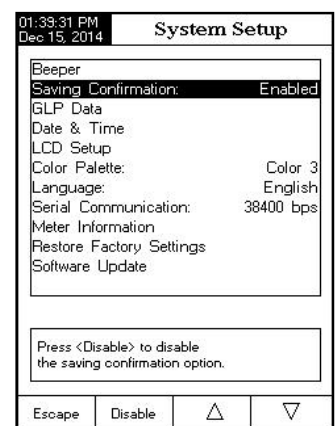 01:39:31 PM
Dec 15, 2014
System Setup
Beeper
Saving Confirmation: Enabled
GLP Data
Date & Time
LCD Setup
Color Palette: Color 3
Language: English
Serial Communication: 38400 bps
Meter Information
Restore Factory Settings
Software Update
Press <Disable> to disable
the saving confirmation option.
Escape Disable △ ▽